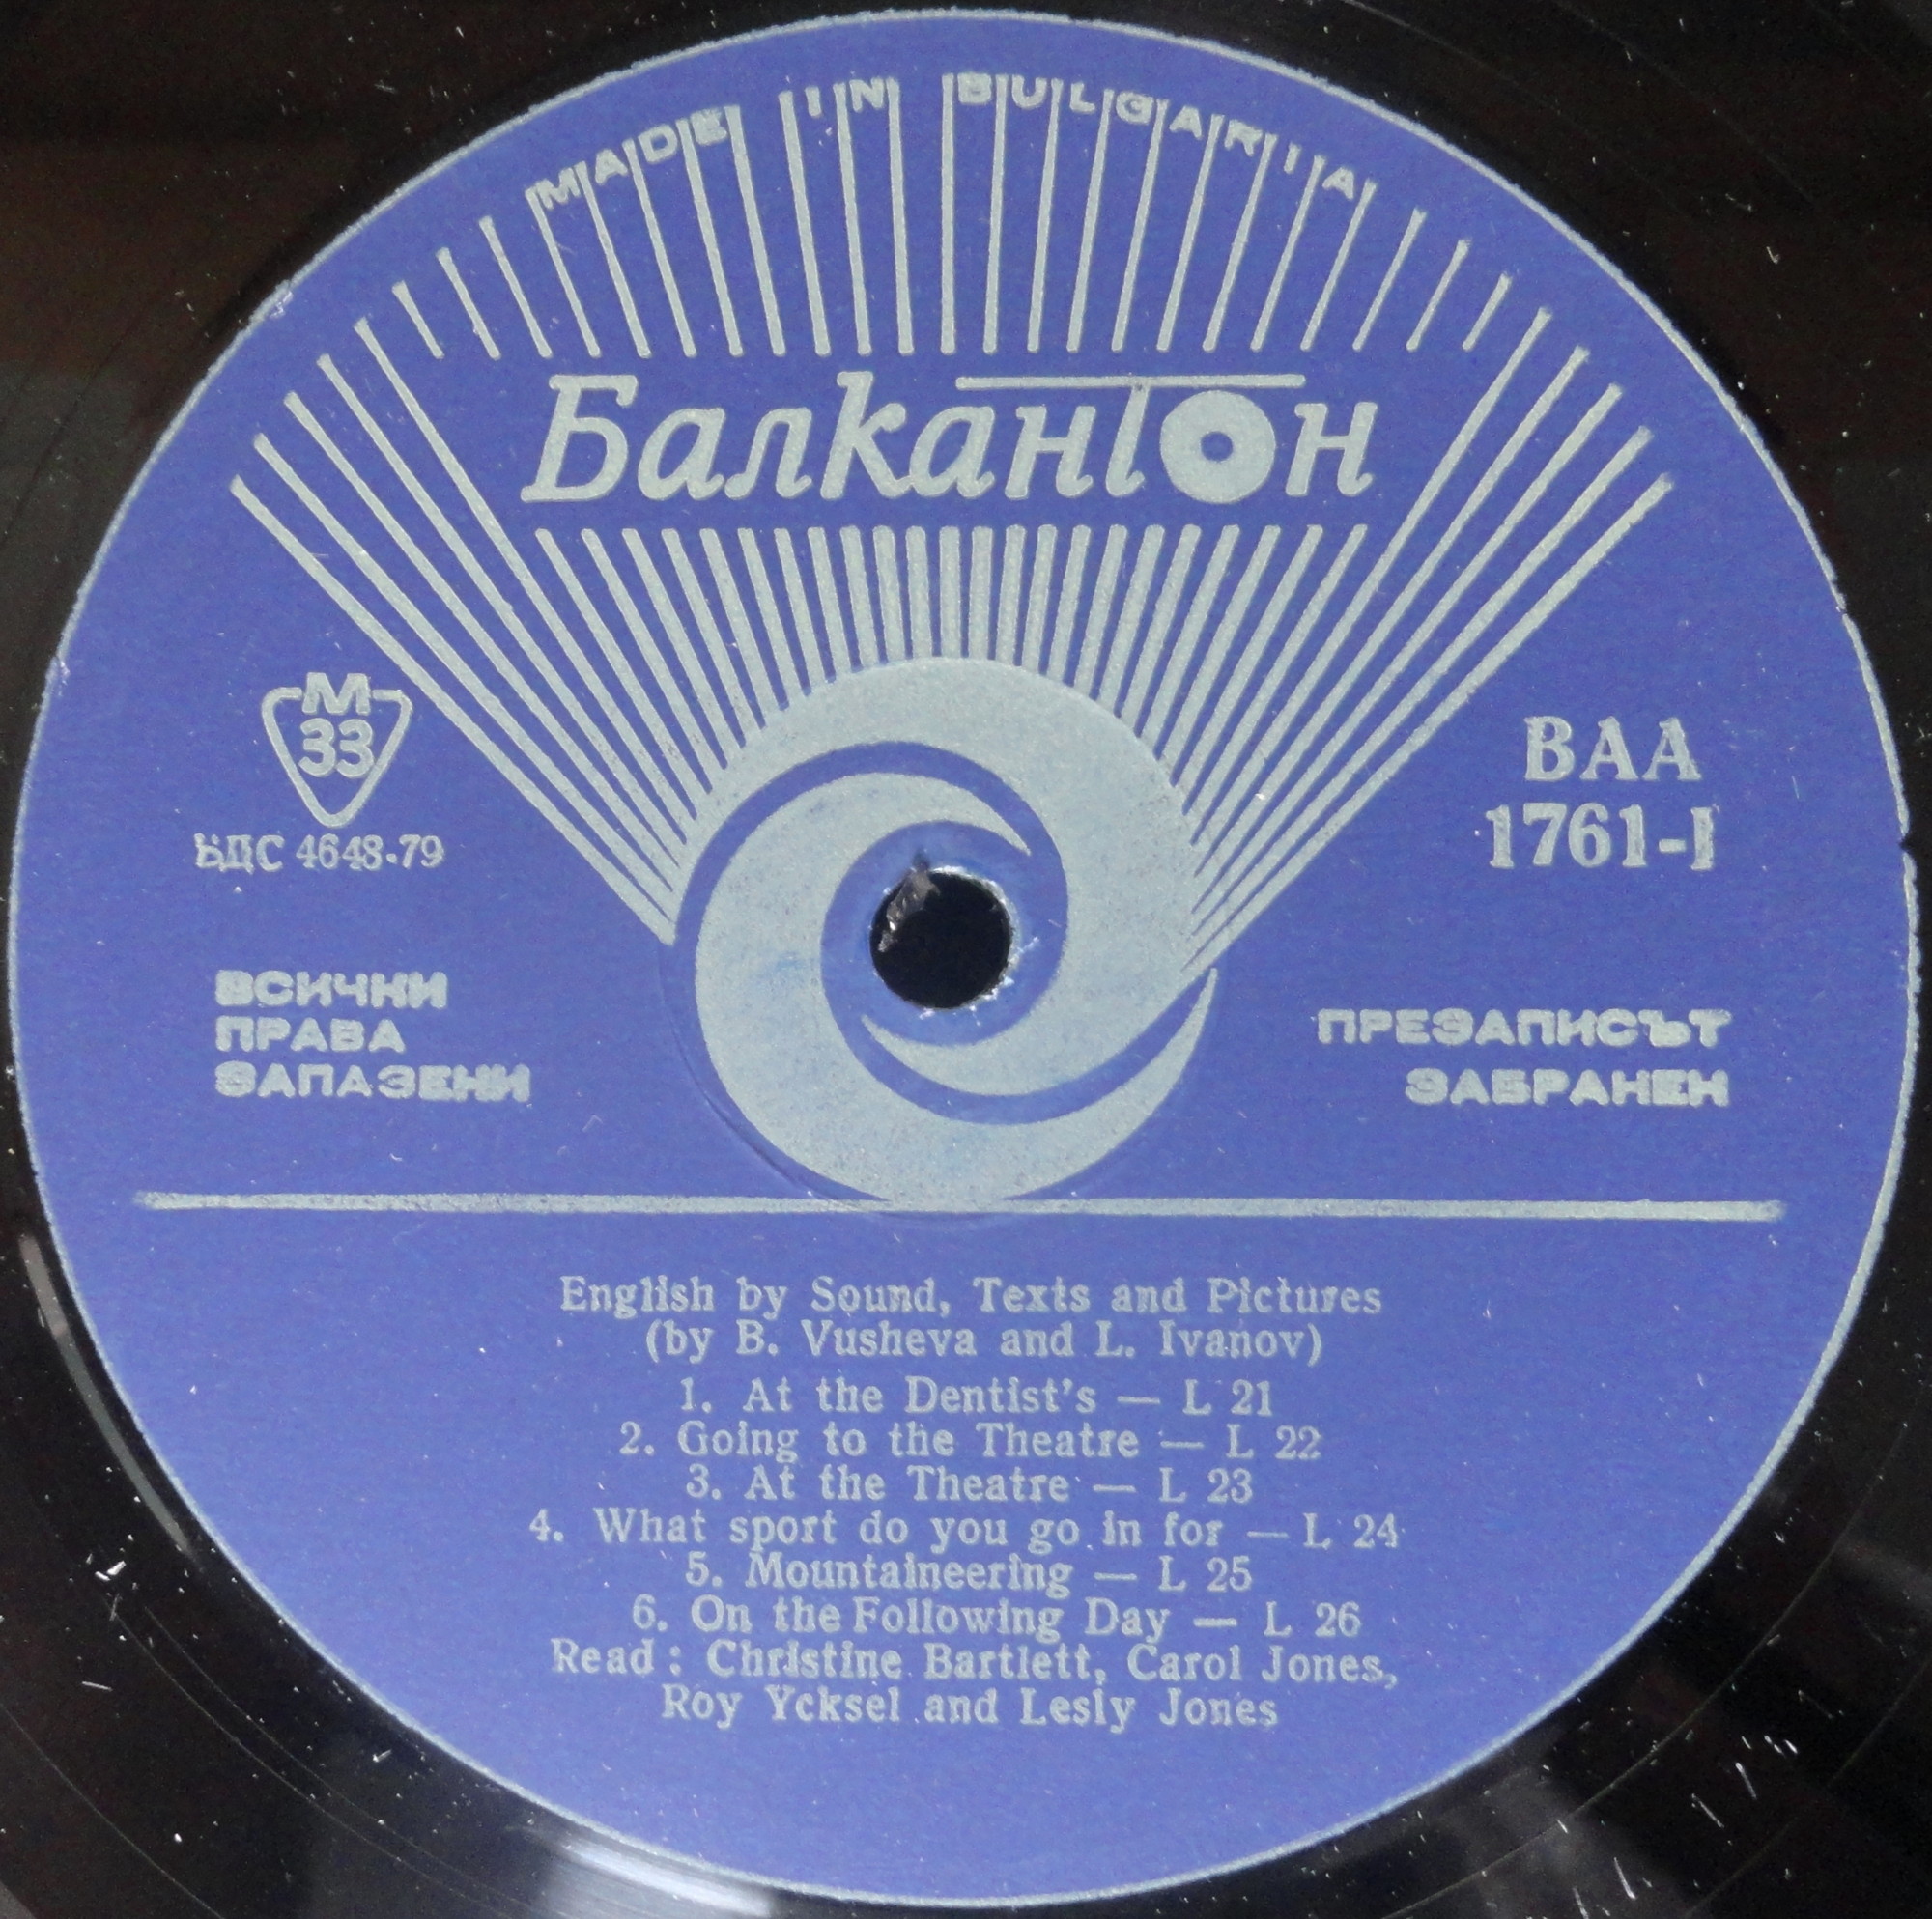 MADE IN BULGARIA
Балкантон
М
33
БДС 4648-79
ВАА
1761-I
ВСИЧКИ
ПРАВА
ЗАПАЗЕНИ
ПРЕЗАПИСЪТ
ЗАБРАНЕН
English by Sound, Texts and Pictures
(by B. Vusheva and L. Ivanov)
1. At the Dentist's — L 21
2. Going to the Theatre — L 22
3. At the Theatre — L 23
4. What sport do you go in for — L 24
5. Mountaineering — L 25
6. On the Following Day — L 26
Read : Christine Bartlett, Carol Jones,
Roy Ycksel and Lesly Jones